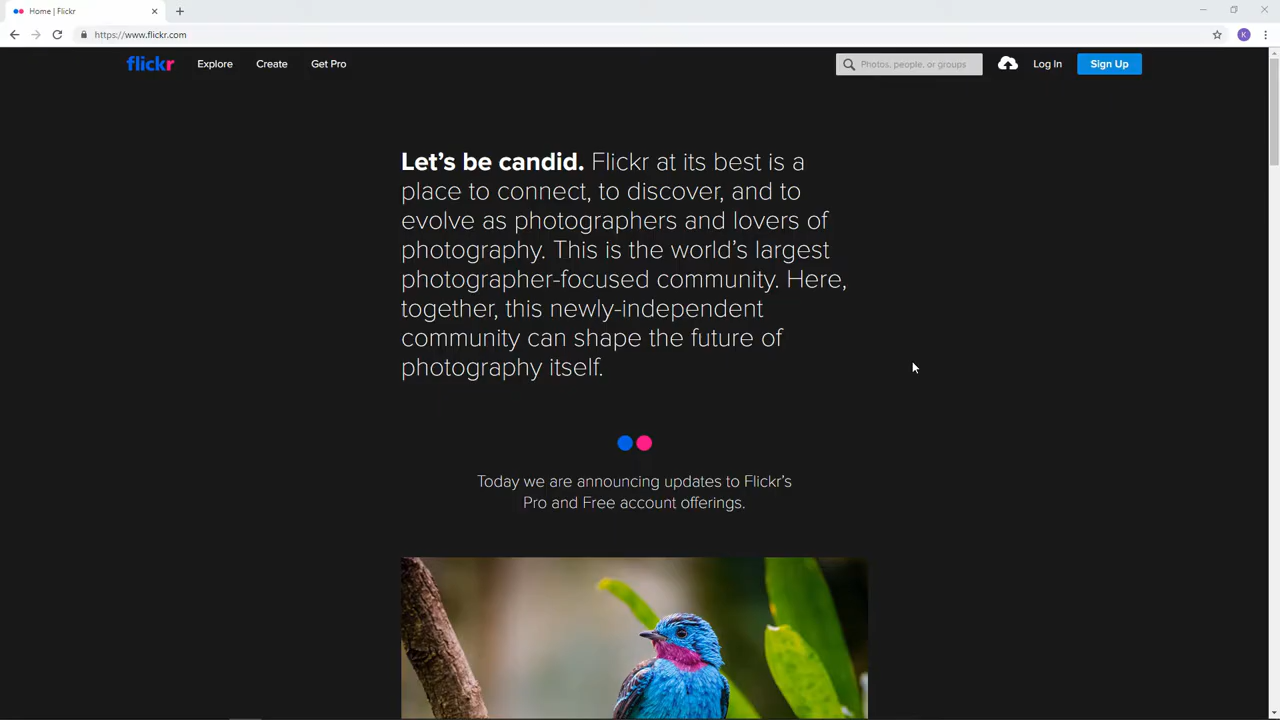 Home | Flickr
https://www.flickr.com
K
flickr
Explore
Create
Get Pro
Photos, people, or groups
Log In
Sign Up
Let's be candid. Flickr at its best is a
place to connect, to discover, and to
evolve as photographers and lovers of
photography. This is the world's largest
photographer-focused community. Here,
together, this newly-independent
community can shape the future of
photography itself.
Today we are announcing updates to Flickr's
Pro and Free account offerings.